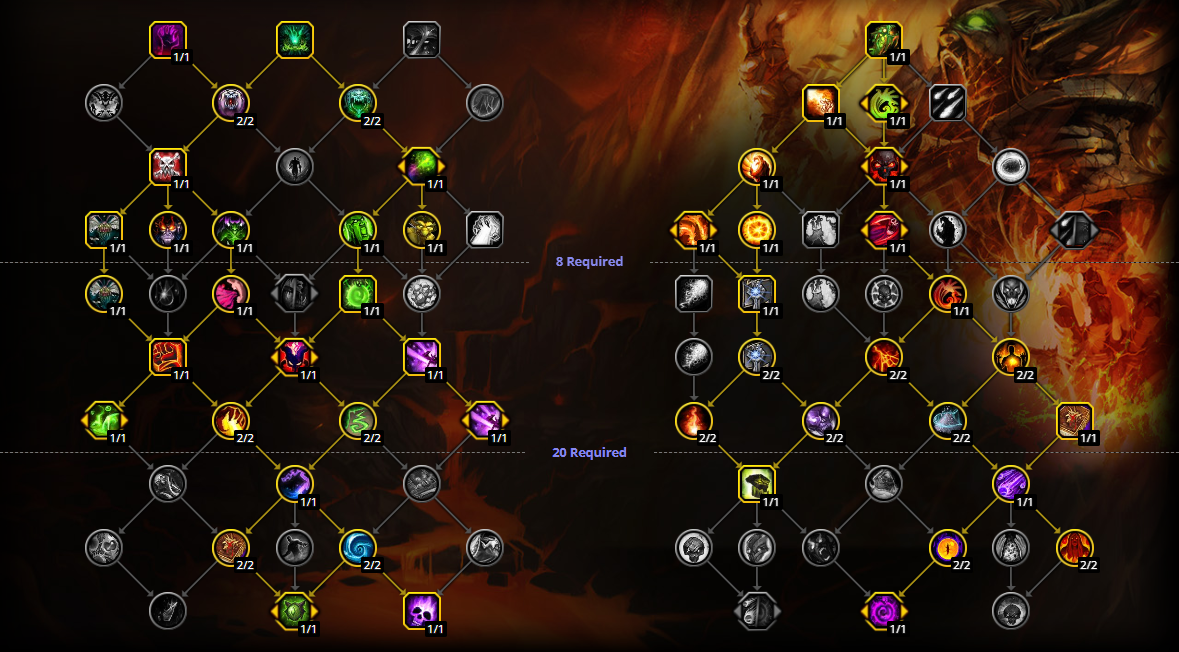 1/1 1/1
2/2 2/2 1/1 1/1
1/1 1/1 1/1 1/1
1/1 1/1 1/1 1/1 1/1 1/1 1/1 1/1
8 Required
1/1 1/1 1/1 1/1 1/1
1/1 1/1 1/1 2/2 2/2 2/2
1/1 2/2 2/2 1/1 2/2 2/2 2/2 1/1
20 Required
1/1 1/1 1/1
2/2 2/2 2/2 2/2
1/1 1/1 1/1